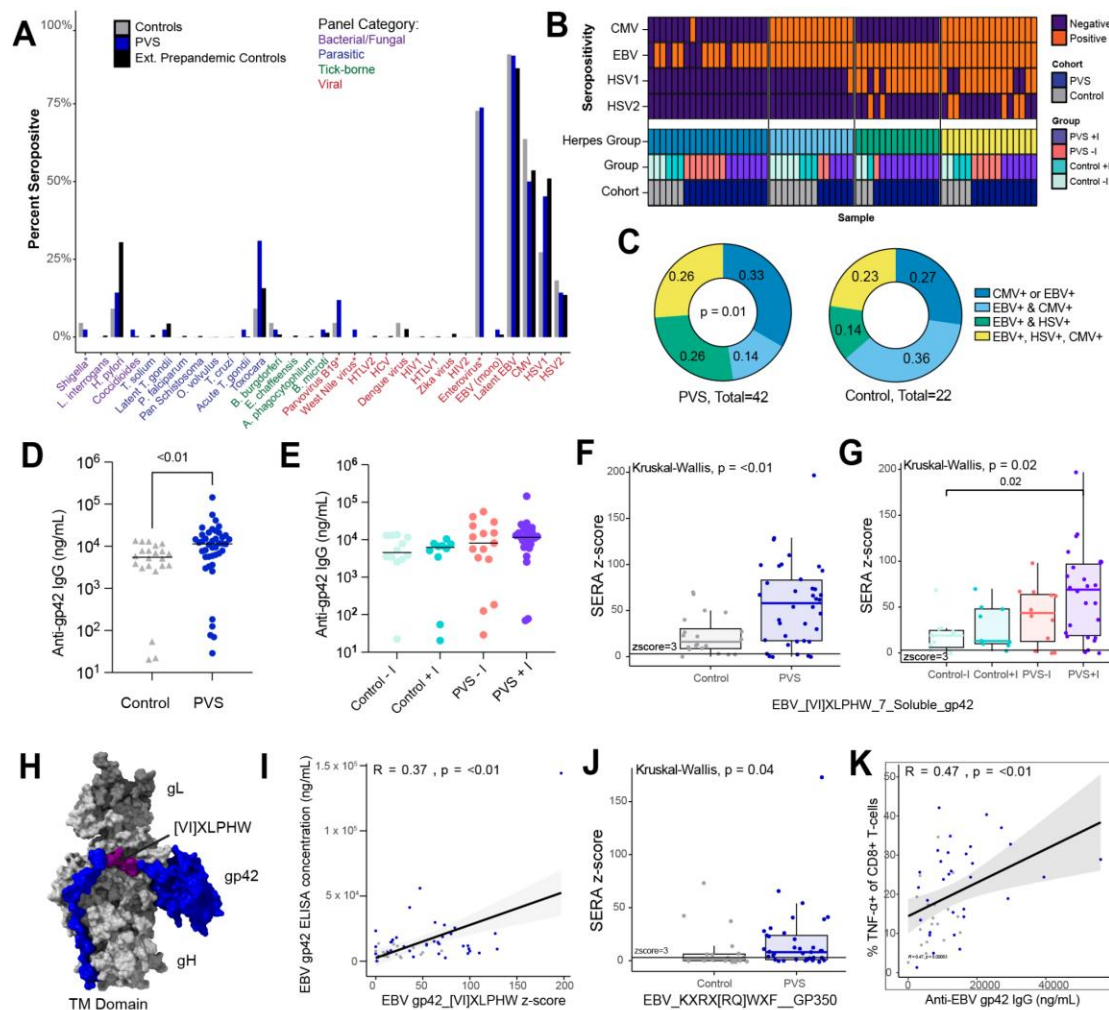 A
100%
75%
50%
25%
0%
Percent Seropositve
Controls
PVS
Ext. Prepandemic Controls
Panel Category:
Bacterial/Fungal
Parasitic
Tick-borne
Viral
Shigella*
L. interrogans
H. pylori
Coccidioides
T. solium
Latent T. gondii
P. falciparum
Pan Schistosoma
O. volvulus
T. cruzi
Acute T. gondii
Toxocara
B. burgdorferi
E. chaffeensis
A. phagocytophilum
B. microti
Parvovirus B19*
West Nile virus*
HTLV2
HCV
Dengue virus
HIV1
HTLV1
Zika virus
HIV2
Enterovirus*
EBV (mono)
Latent EBV
CMV
HSV1
HSV2
B
Seropositivity
CMV
EBV
HSV1
HSV2
Herpes Group
Group
Cohort
Sample
Negative
Positive
Cohort
PVS
Control
Group
PVS +I
PVS -I
Control +I
Control -I
C
0.26
0.33
p = 0.01
0.26
0.14
PVS, Total=42
0.23
0.27
0.14
0.36
Control, Total=22
CMV+ or EBV+
EBV+ & CMV+
EBV+ & HSV+
EBV+, HSV+, CMV+
D
<0.01
Anti-gp42 IgG (ng/mL)
10⁶
10⁵
10⁴
10³
10²
10¹
Control
PVS
E
Anti-gp42 IgG (ng/mL)
10⁶
10⁵
10⁴
10³
10²
10¹
Control - I
Control + I
PVS - I
PVS + I
F
Kruskal-Wallis, p = <0.01
SERA z-score
200
150
100
50
0
zscore=3
Control
PVS
G
Kruskal-Wallis, p = 0.02
0.02
SERA z-score
200
150
100
50
0
zscore=3
Control-I
Control+I
PVS-I
PVS+I
EBV_[VI]XLPHW_7_Soluble_gp42
H
gL
[VI]XLPHW
gp42
gH
TM Domain
I
R = 0.37 , p = <0.01
EBV gp42 ELISA concentration (ng/mL)
1.5 x 10⁵
1 x 10⁵
5 x 10⁴
0
0
50
100
150
200
EBV gp42_[VI]XLPHW z-score
J
Kruskal-Wallis, p = 0.04
SERA z-score
150
100
50
0
zscore=3
Control
PVS
EBV_KXRX[RQ]WXF__GP350
K
R = 0.47 , p = <0.01
% TNF-α+ of CD8+ T-cells
50
40
30
20
10
0
0
20000
40000
Anti-EBV gp42 IgG (ng/mL)